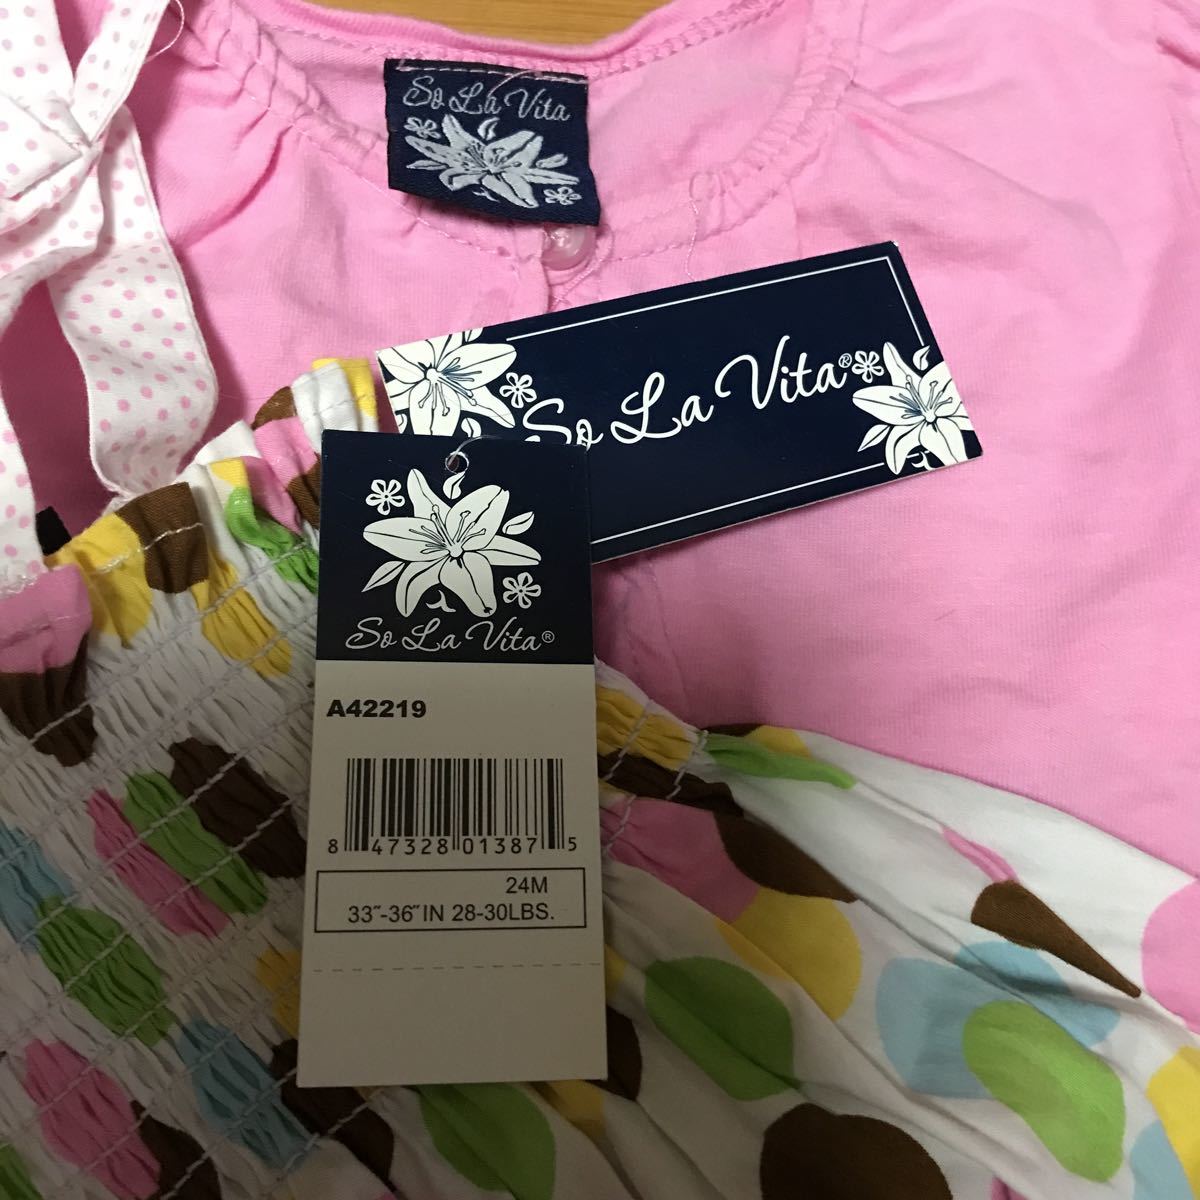 So La Vita
So La Vita®
So La Vita®
A42219
8 47328 01387 5
24M
33"-36"IN 28-30LBS.